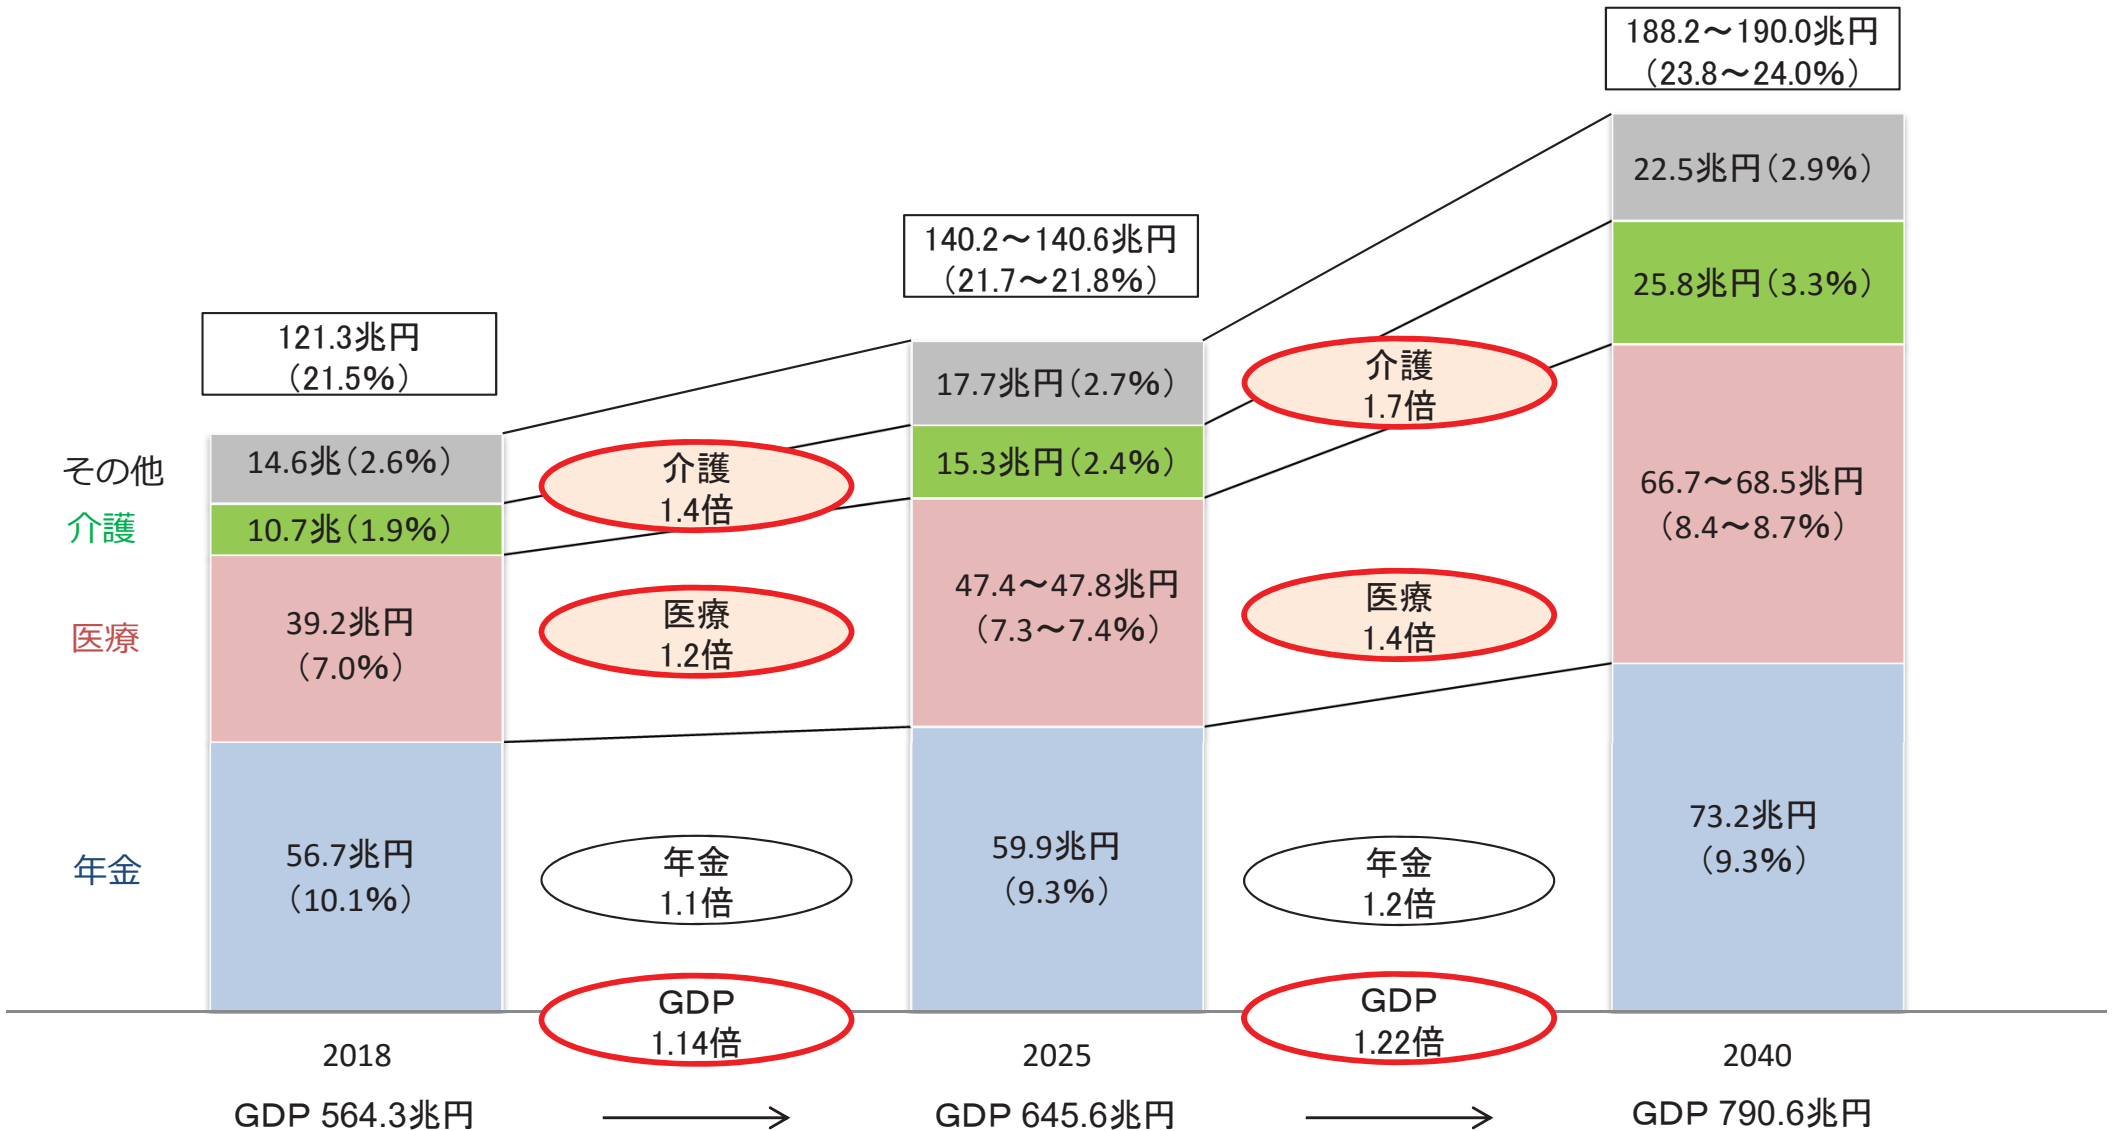 188.2～190.0兆円
（23.8～24.0%）
22.5兆円（2.9%）
140.2～140.6兆円
（21.7～21.8%）
25.8兆円（3.3%）
121.3兆円
（21.5%）
17.7兆円（2.7%）
介護
1.7倍
その他
14.6兆（2.6%）
介護
1.4倍
15.3兆円（2.4%）
66.7～68.5兆円
（8.4～8.7%）
介護
10.7兆（1.9%）
医療
39.2兆円
（7.0%）
医療
1.2倍
47.4～47.8兆円
（7.3～7.4%）
医療
1.4倍
年金
56.7兆円
（10.1%）
年金
1.1倍
59.9兆円
（9.3%）
年金
1.2倍
73.2兆円
（9.3%）
GDP
1.14倍
GDP
1.22倍
2018
2025
2040
GDP 564.3兆円
GDP 645.6兆円
GDP 790.6兆円